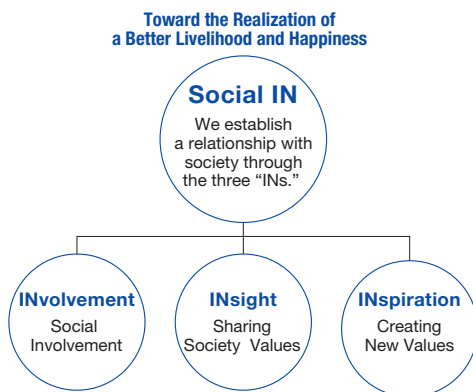 Toward the Realization of
a Better Livelihood and Happiness
Social IN
We establish
a relationship with
society through
the three “INs.”
INvolvement
Social
Involvement
INsight
Sharing
Society Values
INspiration
Creating
New Values